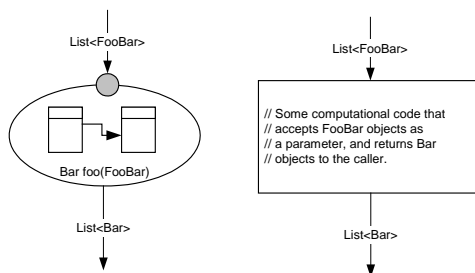 List<FooBar>
Bar foo(FooBar)
List<Bar>
List<FooBar>
// Some computational code that
// accepts FooBar objects as
// a parameter, and returns Bar
// objects to the caller.
List<Bar>